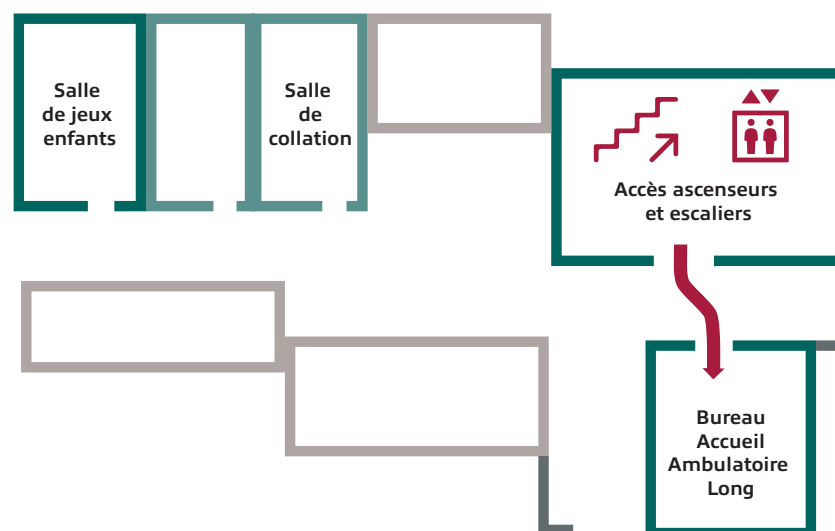 Salle
de jeux
enfants
Salle
de
collation
Accès ascenseurs
et escaliers
Bureau
Accueil
Ambulatoire
Long